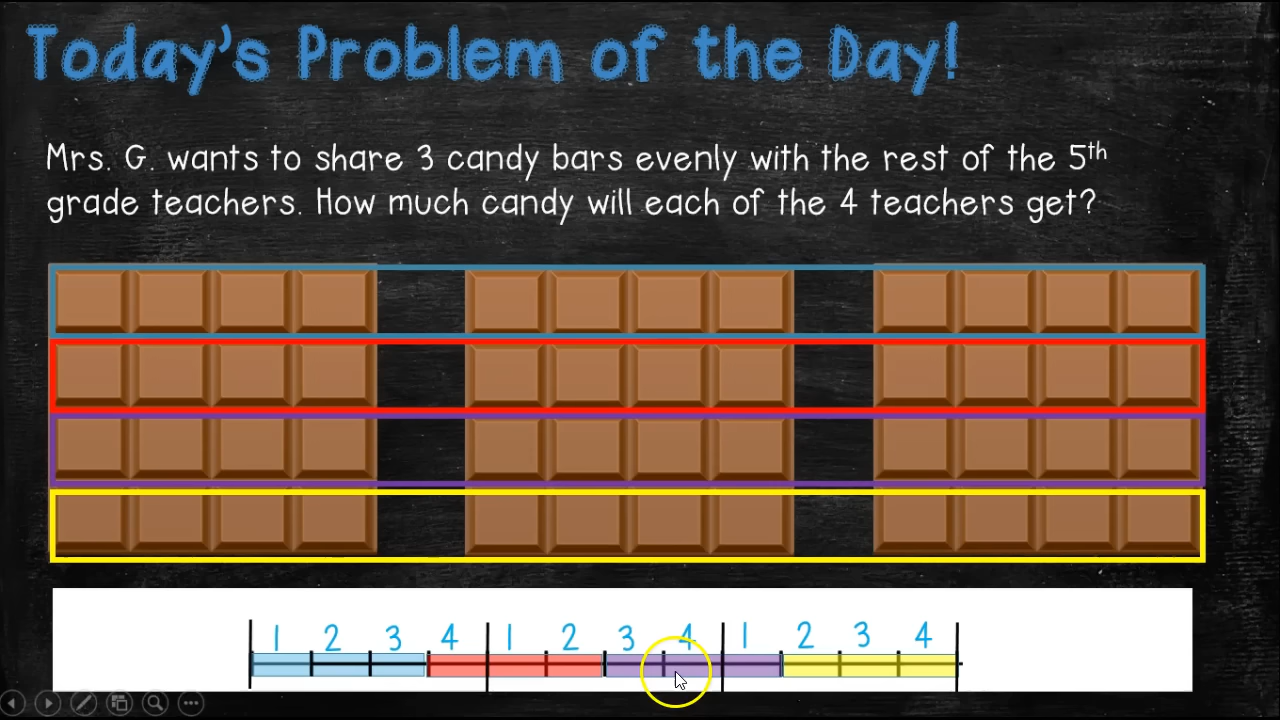 Today's Problem of the Day!
Mrs. G. wants to share 3 candy bars evenly with the rest of the 5th
grade teachers. How much candy will each of the 4 teachers get?
1 2 3 4 1 2 3 4 1 2 3 4